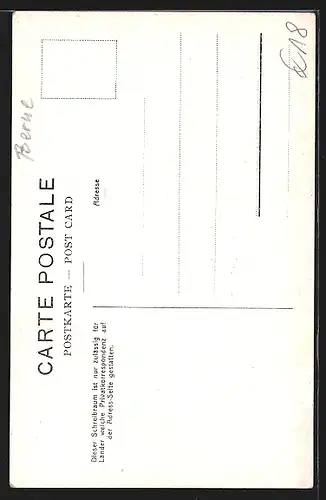 Berne
£18
CARTE POSTALE
POSTKARTE — POST CARD
Dieser Schreibraum ist nur zulässig für
Länder welche Privatkorrespondenz auf
der Adress-Seite gestatten.
Adresse